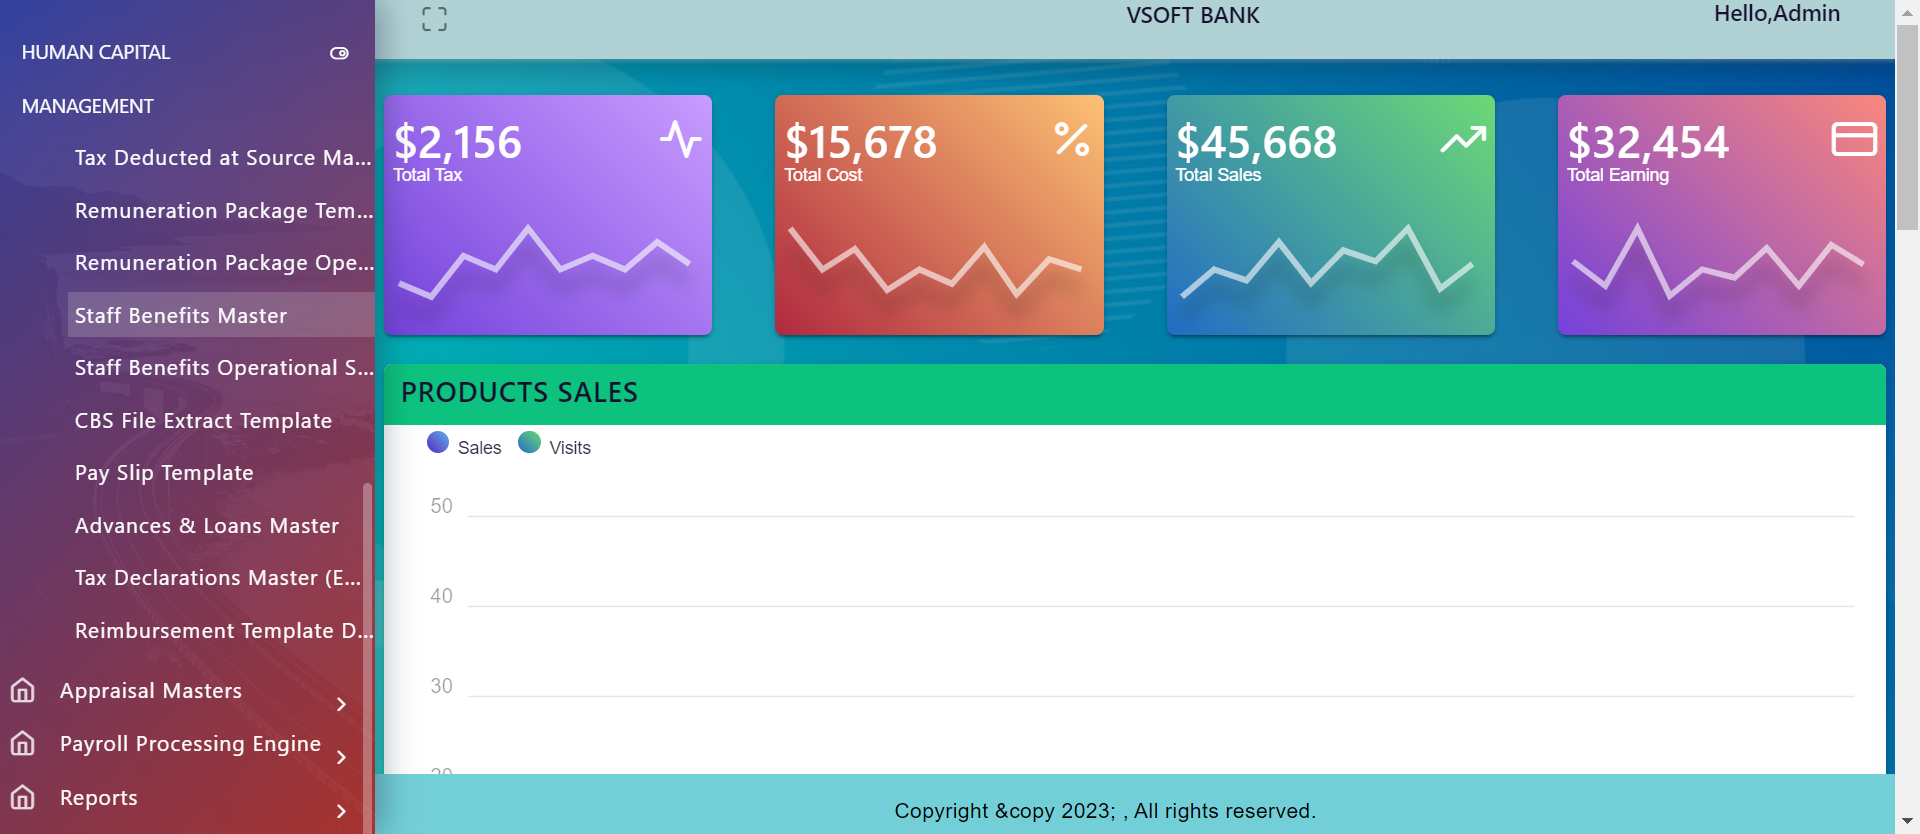 HUMAN CAPITAL
MANAGEMENT
Tax Deducted at Source Ma...
Remuneration Package Tem...
Remuneration Package Ope...
Staff Benefits Master
Staff Benefits Operational S...
CBS File Extract Template
Pay Slip Template
Advances & Loans Master
Tax Declarations Master (E...
Reimbursement Template D...
Appraisal Masters
Payroll Processing Engine
Reports
VSOFT BANK
Hello,Admin
$2,156
Total Tax
$15,678
Total Cost
$45,668
Total Sales
$32,454
Total Earning
PRODUCTS SALES
Sales Visits
50
40
30
Copyright &copy 2023; , All rights reserved.